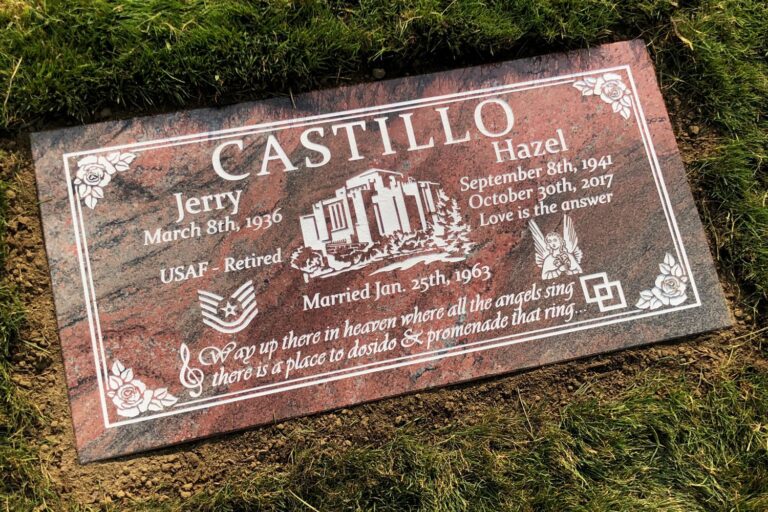 CASTILLO
Jerry
March 8th, 1936
USAF - Retired
Hazel
September 8th, 1941
October 30th, 2017
Love is the answer
Married Jan. 25th, 1963
Way up there in heaven where all the angels sing
there is a place to dosido & promenade that ring...